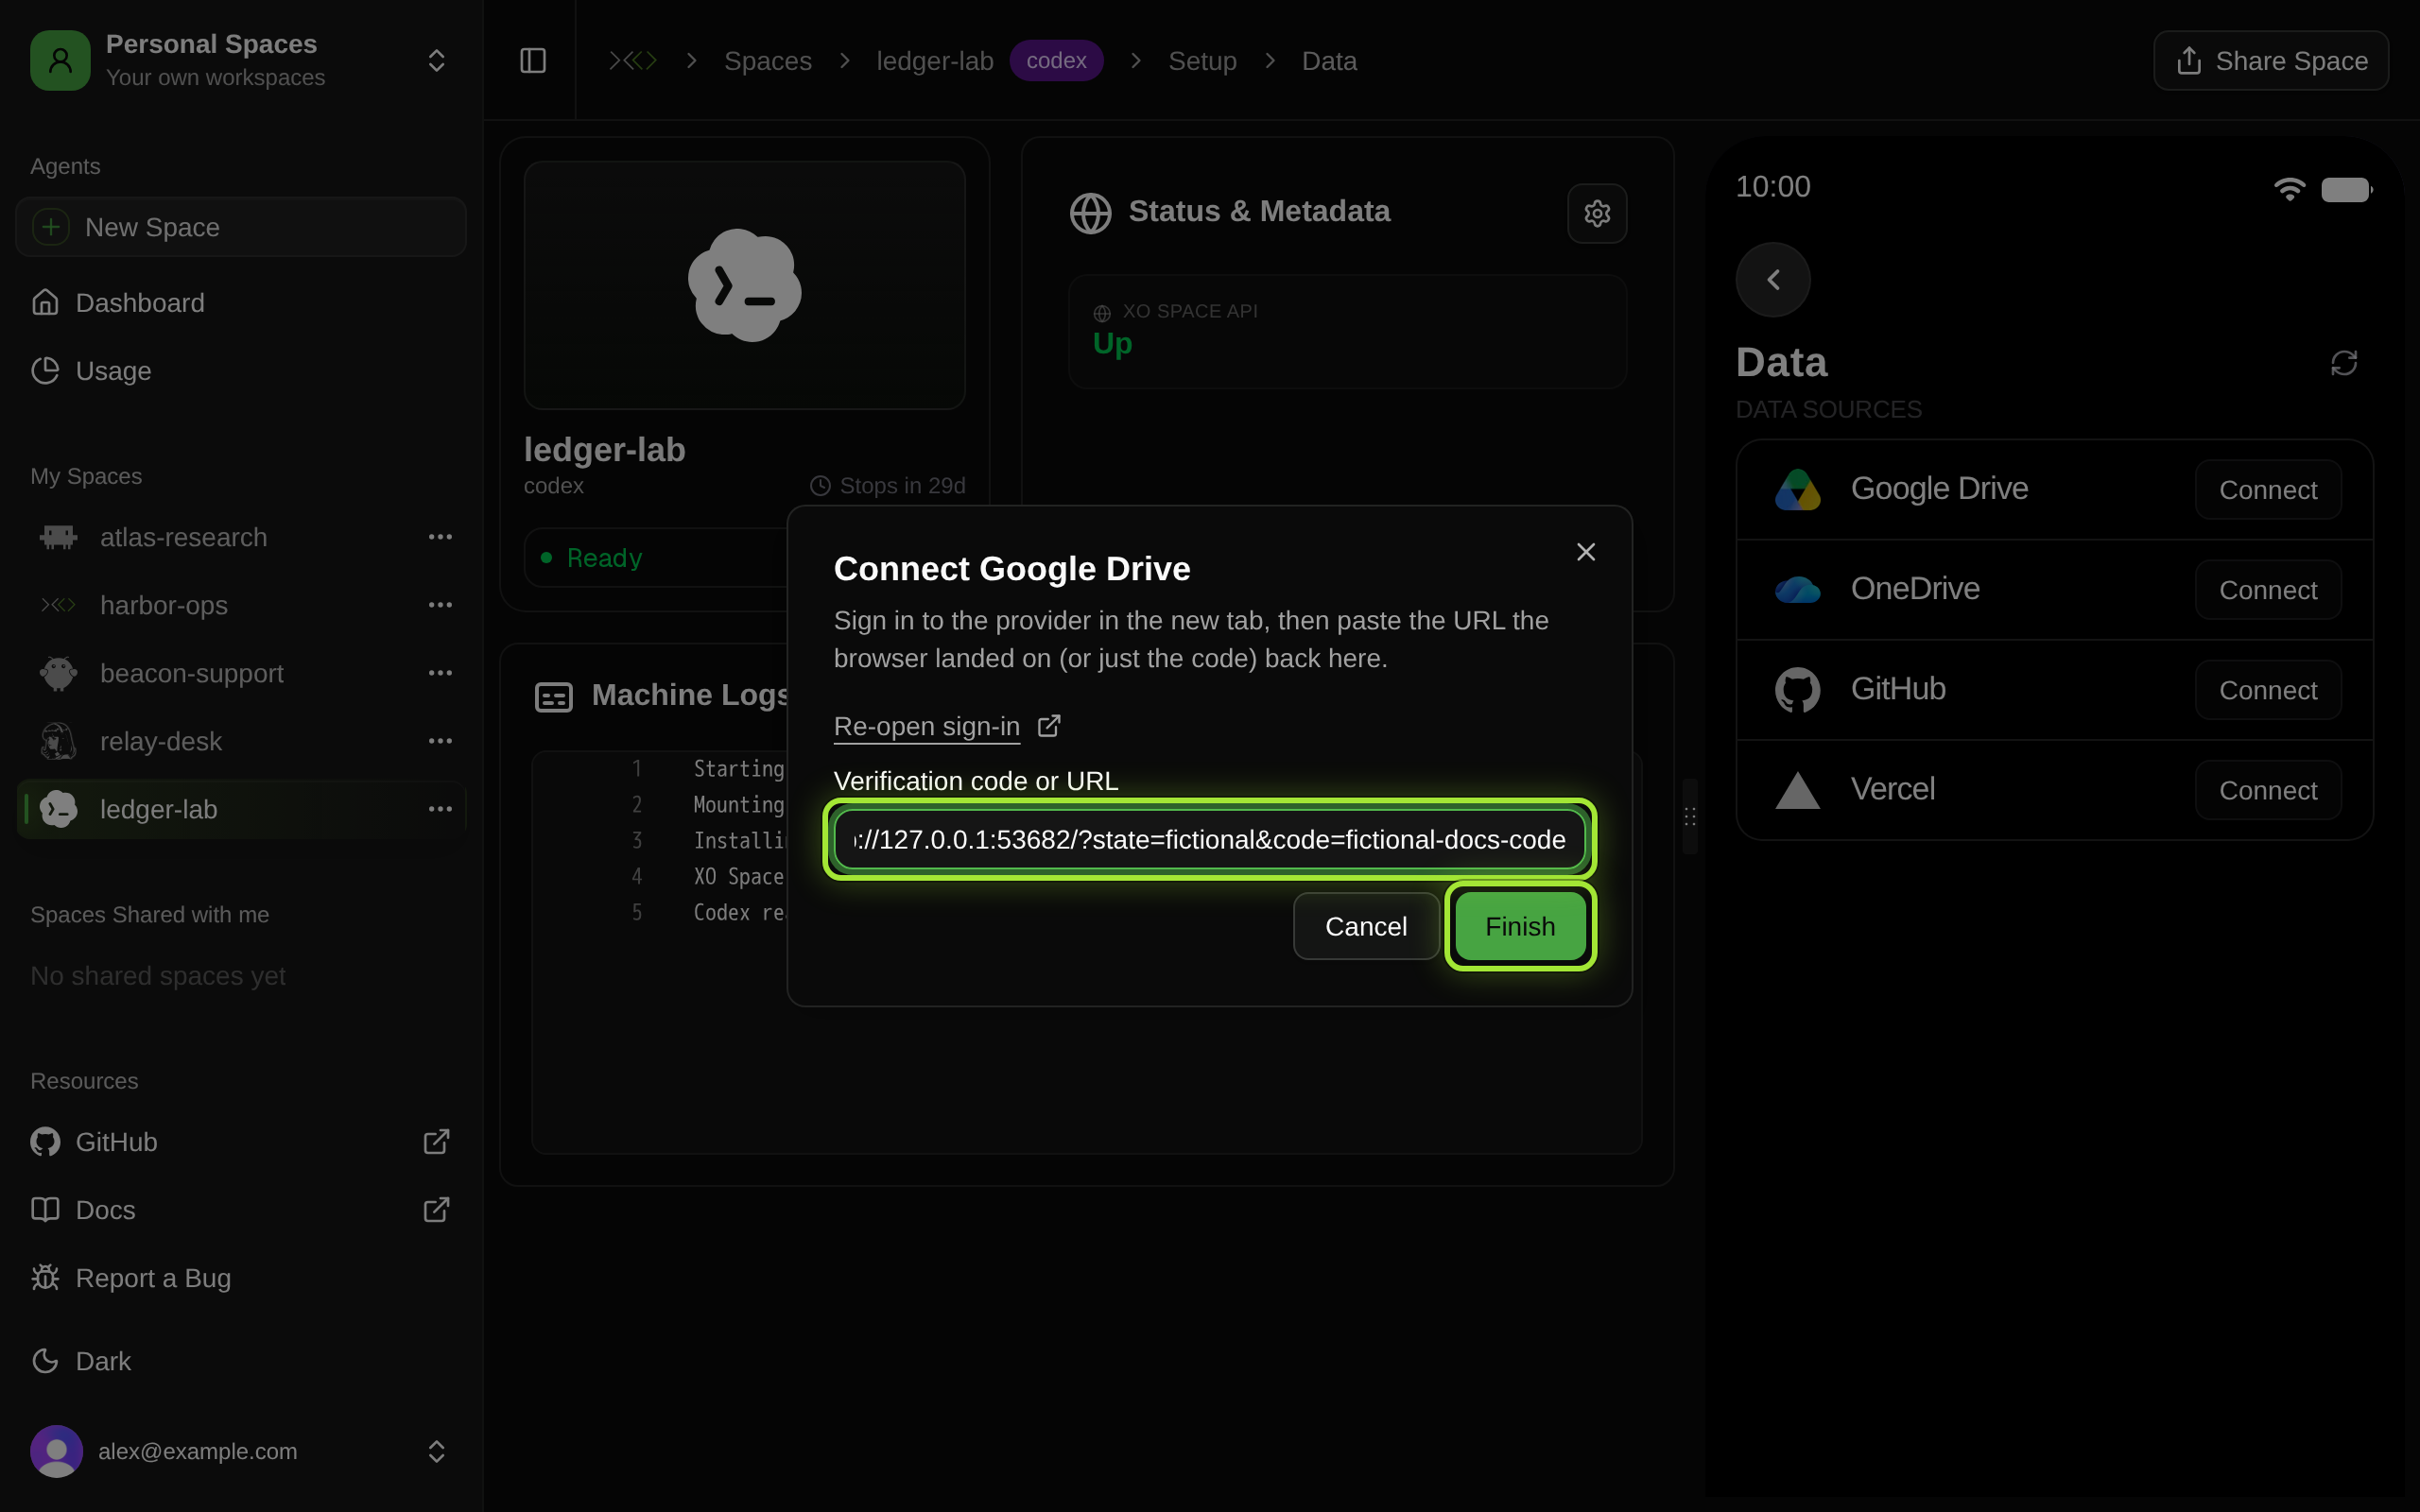 Personal Spaces
Your own workspaces
Agents
New Space
Dashboard
Usage
My Spaces
atlas-research
harbor-ops
beacon-support
relay-desk
ledger-lab
Spaces Shared with me
No shared spaces yet
Resources
GitHub
Docs
Report a Bug
Dark
alex@example.com
Spaces
ledger-lab
codex
Setup
Data
Share Space
ledger-lab
codex
Stops in 29d
Ready
Status & Metadata
XO SPACE API
Up
Machine Logs
1 Starting
2 Mounting
3
4 XO Space
5 Codex
Connect Google Drive
Sign in to the provider in the new tab, then paste the URL the
browser landed on (or just the code) back here.
Re-open sign-in
Verification code or URL
://127.0.0.1:53682/?state=fictional&code=fictional-docs-code
Cancel
Finish
10:00
Data
DATA SOURCES
Google Drive
Connect
OneDrive
Connect
GitHub
Connect
Vercel
Connect